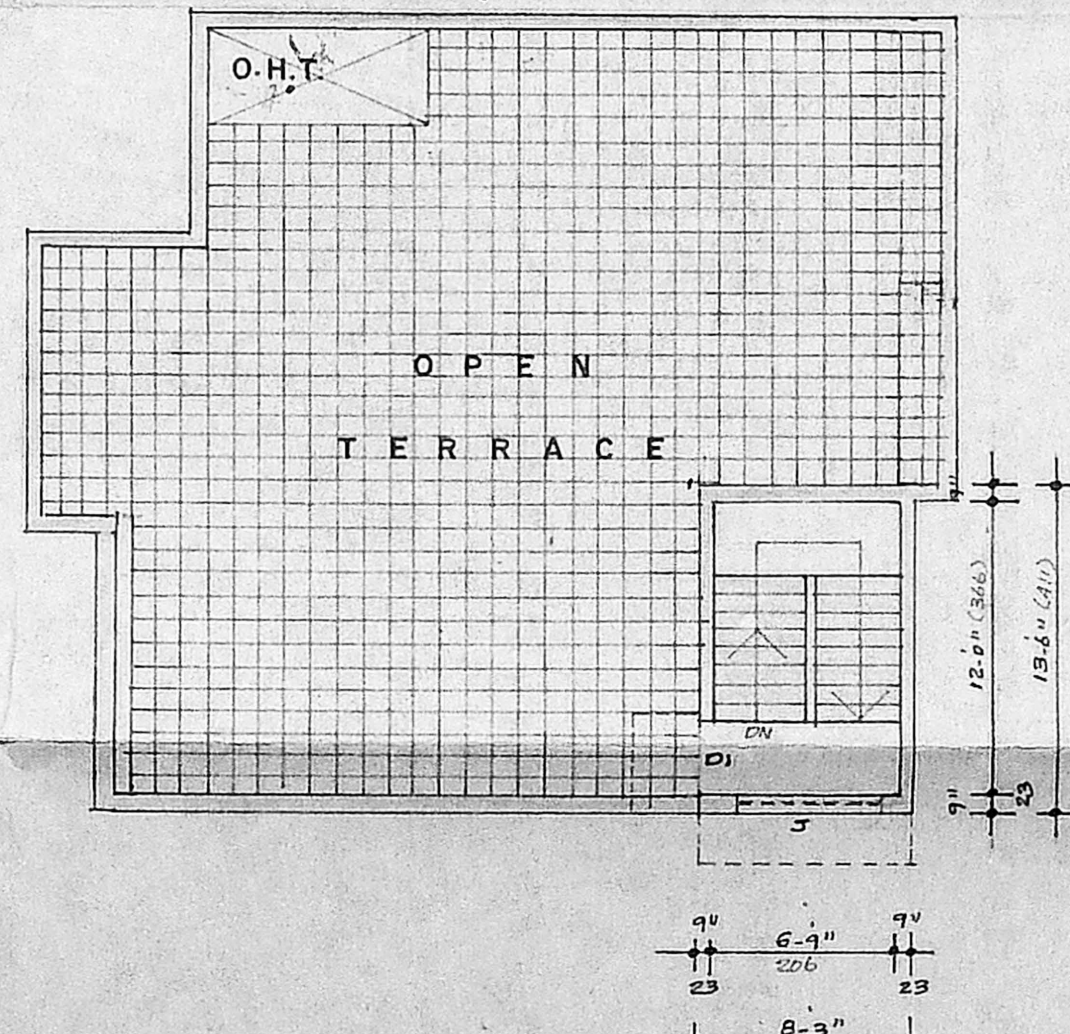 O.H.T.
OPEN
TERRACE
9"
12'-0" (366)
13'-6" (411)
DN
D1
9"
23
J
9"
6'-9"
9"
206
23
23
8'-3"